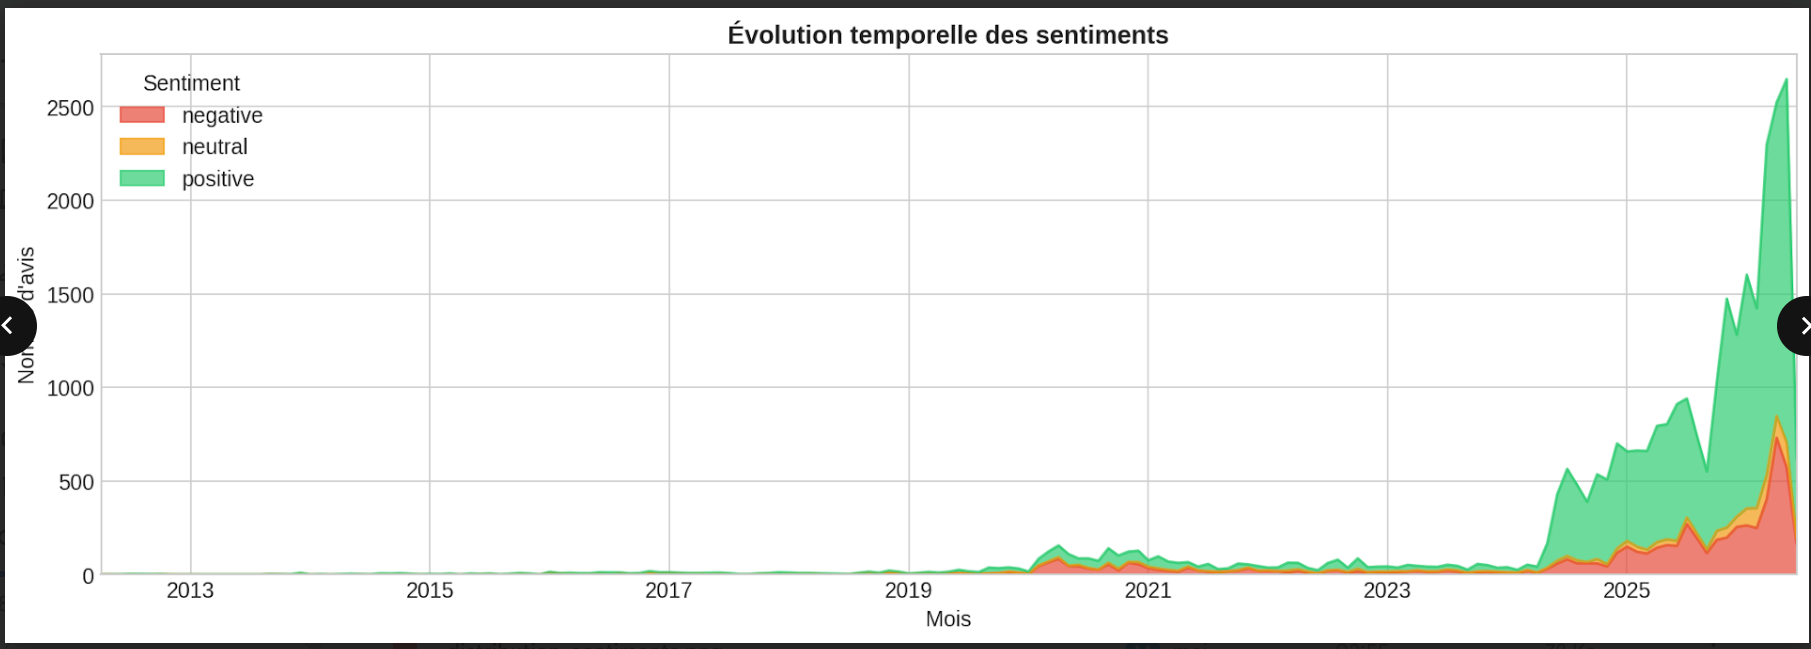 Évolution temporelle des sentiments
Sentiment
negative
neutral
positive
2500
2000
1500
1000
500
0
d'avis
2013 2015 2017 2019 2021 2023 2025
Mois